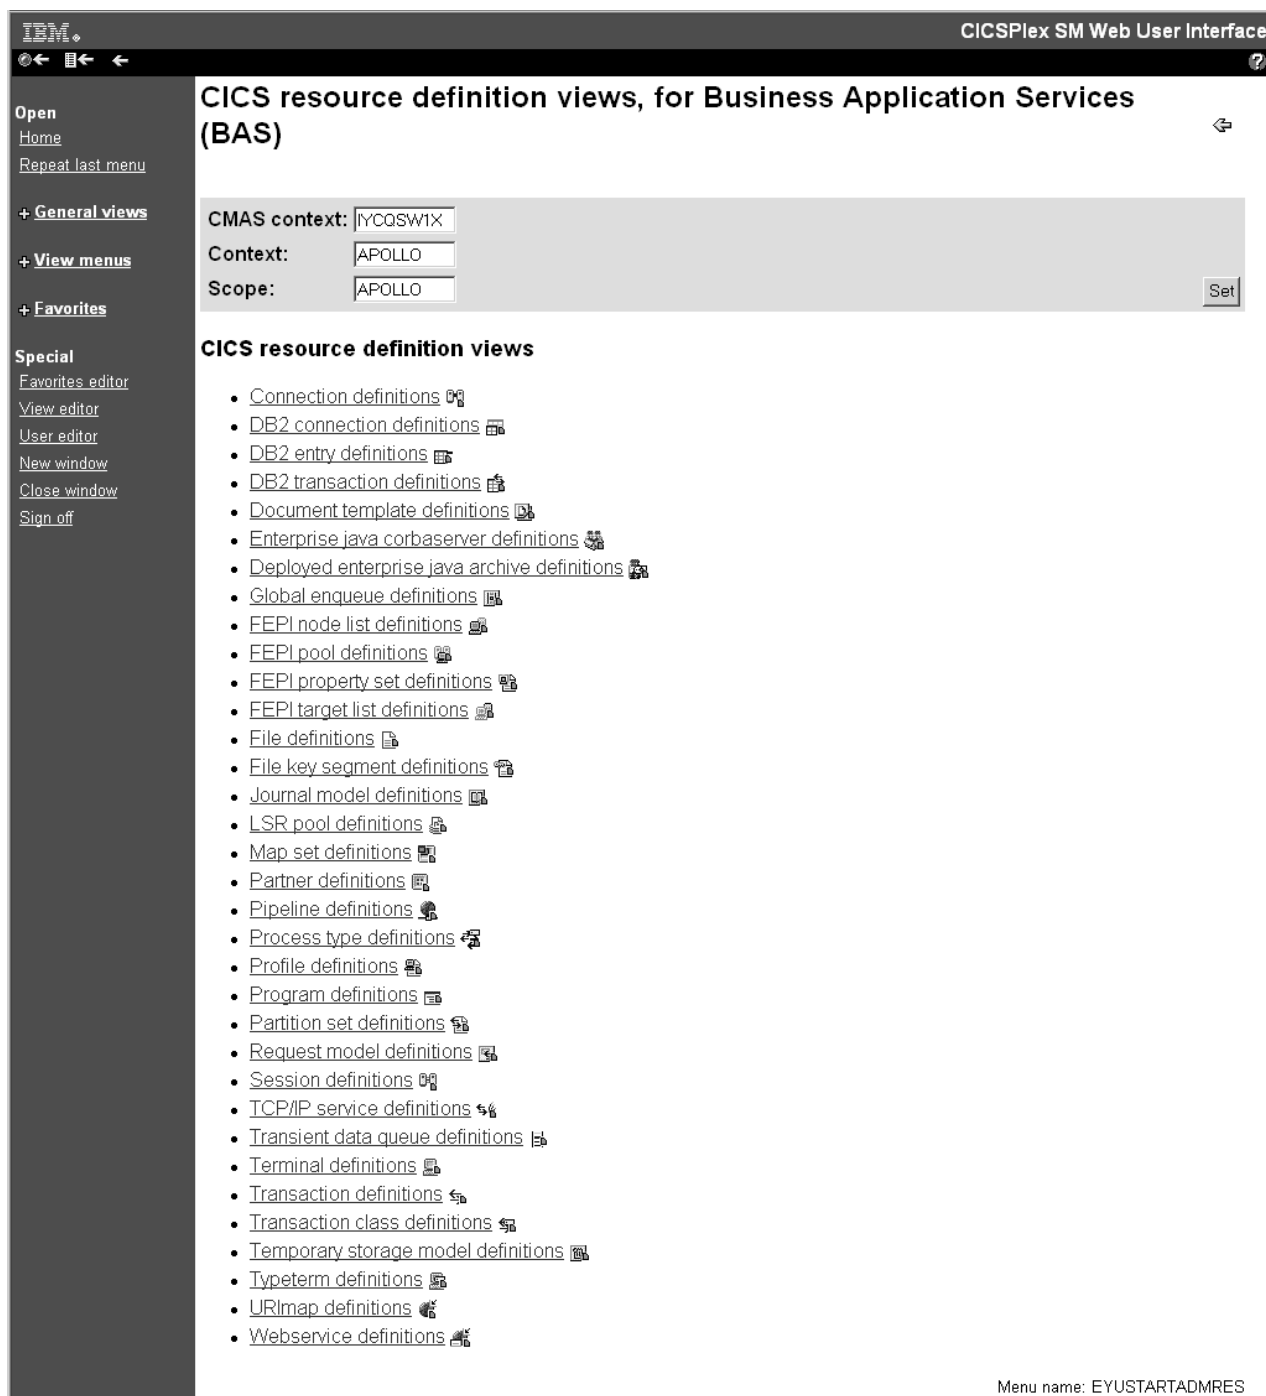 IBM.
CICSPlex SM Web User Interface
Open
Home
Repeat last menu
+ General views
+ View menus
+ Favorites
Special
Favorites editor
View editor
User editor
New window
Close window
Sign off
CICS resource definition views, for Business Application Services
(BAS)
CMAS context: IYCQSW1X
Context: APOLLO
Scope: APOLLO
Set
CICS resource definition views
• Connection definitions
• DB2 connection definitions
• DB2 entry definitions
• DB2 transaction definitions
• Document template definitions
• Enterprise java corbaserver definitions
• Deployed enterprise java archive definitions
• Global enqueue definitions
• FEPI node list definitions
• FEPI pool definitions
• FEPI property set definitions
• FEPI target list definitions
• File definitions
• File key segment definitions
• Journal model definitions
• LSR pool definitions
• Map set definitions
• Partner definitions
• Pipeline definitions
• Process type definitions
• Profile definitions
• Program definitions
• Partition set definitions
• Request model definitions
• Session definitions
• TCP/IP service definitions
• Transient data queue definitions
• Terminal definitions
• Transaction definitions
• Transaction class definitions
• Temporary storage model definitions
• Typeterm definitions
• URImap definitions
• Webservice definitions
Menu name: EYUSTARTADMRES